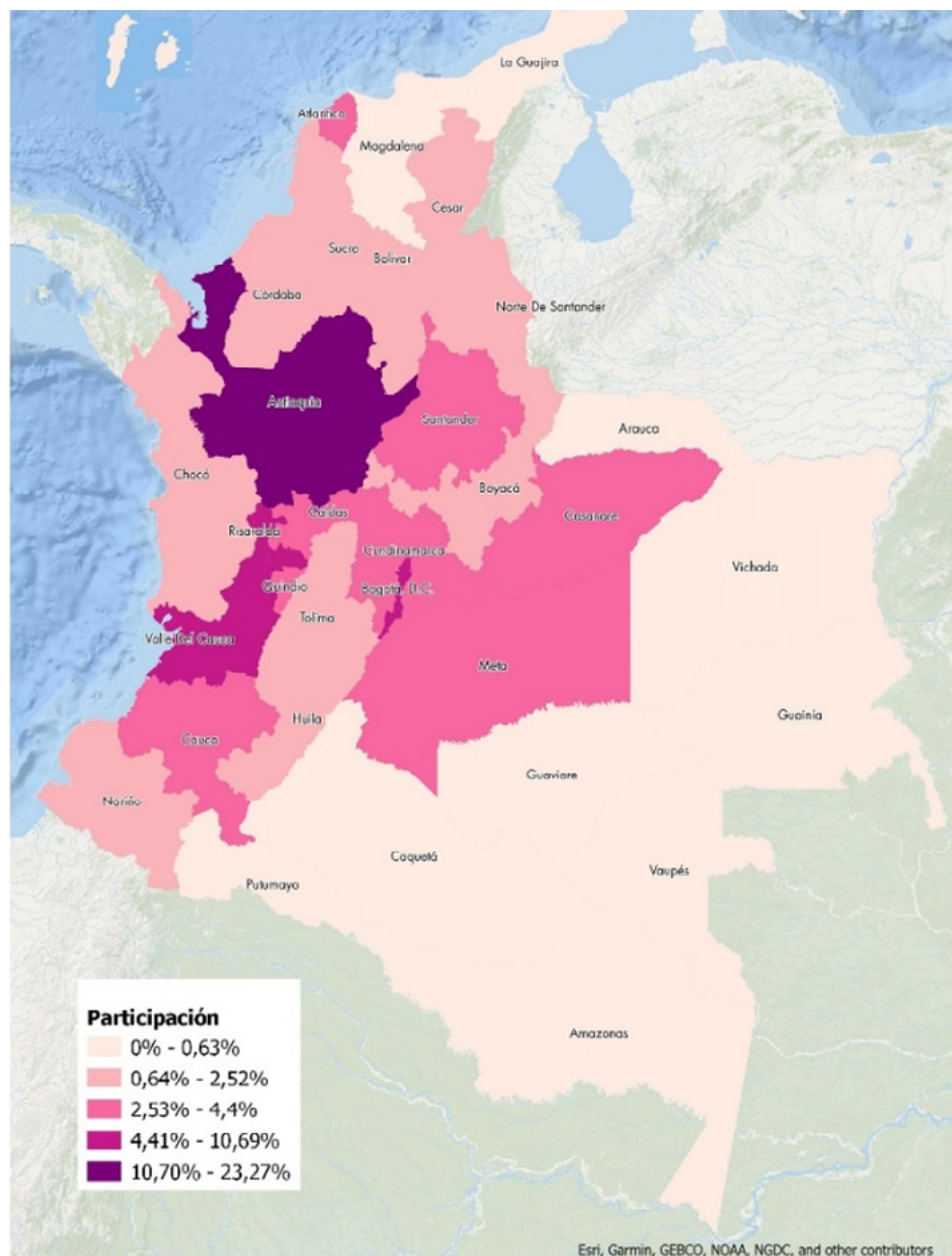 La Guajira
Atlantico
Magdalena
Cesar
Sucre
Bolivar
Córdoba
Norte De Santander
Antioquia
Santander
Arauca
Chocó
Boyacá
Caldas
Casanare
Risaralda
Cundinamarca
Vichada
Quindio
Bogotá, D.C.
Tolima
Valle Del Cauca
Meta
Guainía
Huila
Cauca
Guaviare
Nariño
Caquetá
Vaupés
Putumayo
Amazonas
Participación
0% - 0,63%
0,64% - 2,52%
2,53% - 4,4%
4,41% - 10,69%
10,70% - 23,27%
Esri, Garmin, GEBCO, NOAA, NGDC, and other contributors